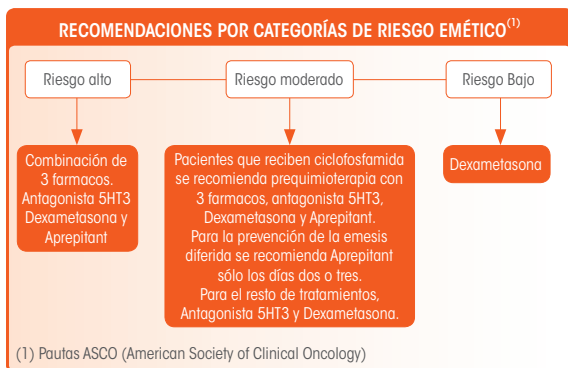 RECOMENDACIONES POR CATEGORÍAS DE RIESGO EMÉTICO(1)
Riesgo alto
Riesgo moderado
Riesgo Bajo
Combinación de
3 farmacos.
Antagonista 5HT3
Dexametasona y
Aprepitant
Pacientes que reciben ciclofosfamida
se recomienda prequimioterapia con
3 farmacos, antagonista 5HT3,
Dexametasona y Aprepitant.
Para la prevención de la emesis
diferida se recomienda Aprepitant
sólo los días dos o tres.
Para el resto de tratamientos,
Antagonista 5HT3 y Dexametasona.
Dexametasona
(1) Pautas ASCO (American Society of Clinical Oncology)